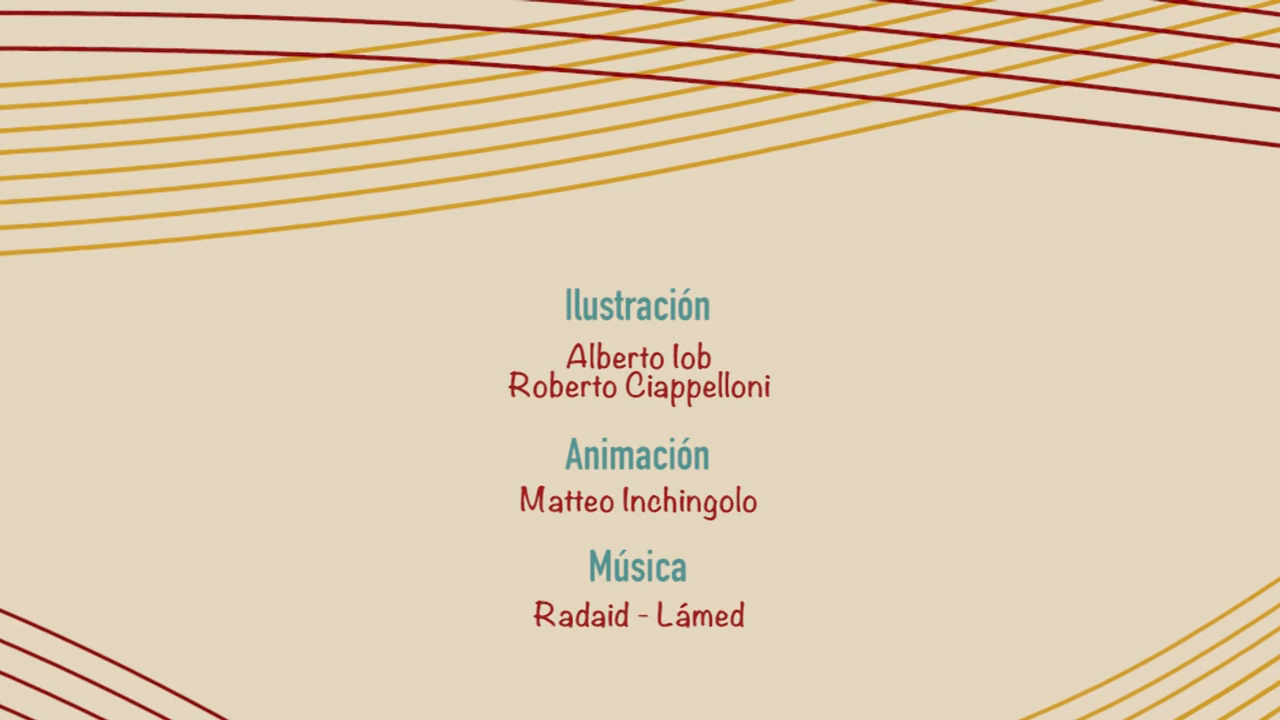 Ilustración
Alberto Iob
Roberto Ciappelloni
Animación
Matteo Inchingolo
Música
Radaid - Lámed